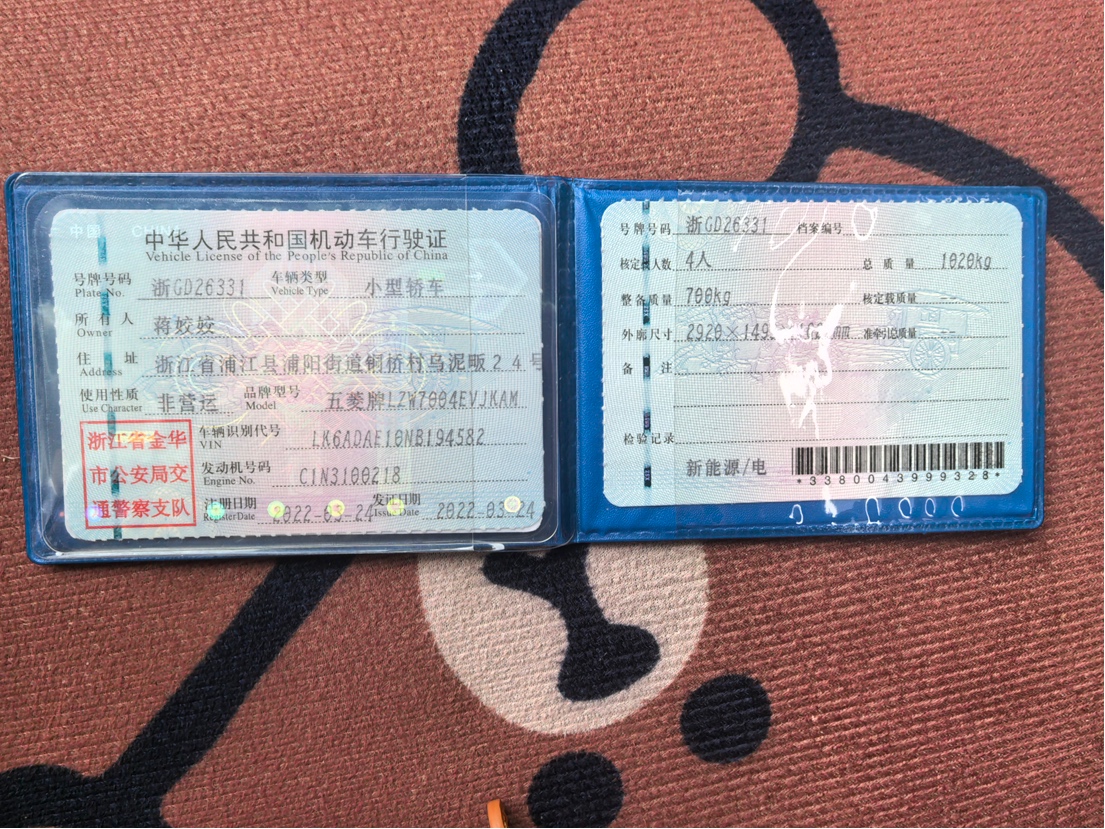 中国 CHINA
中华人民共和国机动车行驶证
Vehicle License of the People's Republic of China
号牌号码 浙GD26331 车辆类型 小型轿车
Plate No. Vehicle Type
所有人 蒋姣姣
Owner
住址 浙江省浦江县浦阳街道铜桥村乌泥畈24号
Address
使用性质 非营运 品牌型号 五菱牌LZW7004EVJKAM
Use Character Model
浙江省金华
市公安局交
通警察支队
车辆识别代号 LK6ADAE10NB194582
VIN
发动机号码 C1N3100218
Engine No.
注册日期 2022-03-24 发证日期 2022-03-24
Register Date Issue Date
号牌号码 浙GD26331 档案编号
核定载人数 4人 总质量 1020kg
整备质量 700kg 核定载质量 --
外廓尺寸 2920× 准牵引总质量 --
备注
检验记录
新能源/电
*3380043999328*